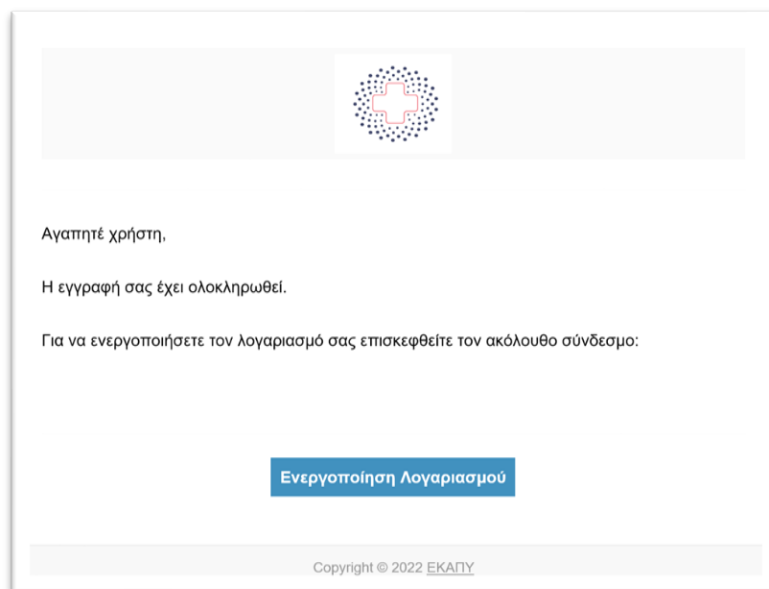 Αγαπητέ χρήστη,
Η εγγραφή σας έχει ολοκληρωθεί.
Για να ενεργοποιήσετε τον λογαριασμό σας επισκεφθείτε τον ακόλουθο σύνδεσμο:
Ενεργοποίηση Λογαριασμού
Copyright © 2022 ΕΚΑΠΥ